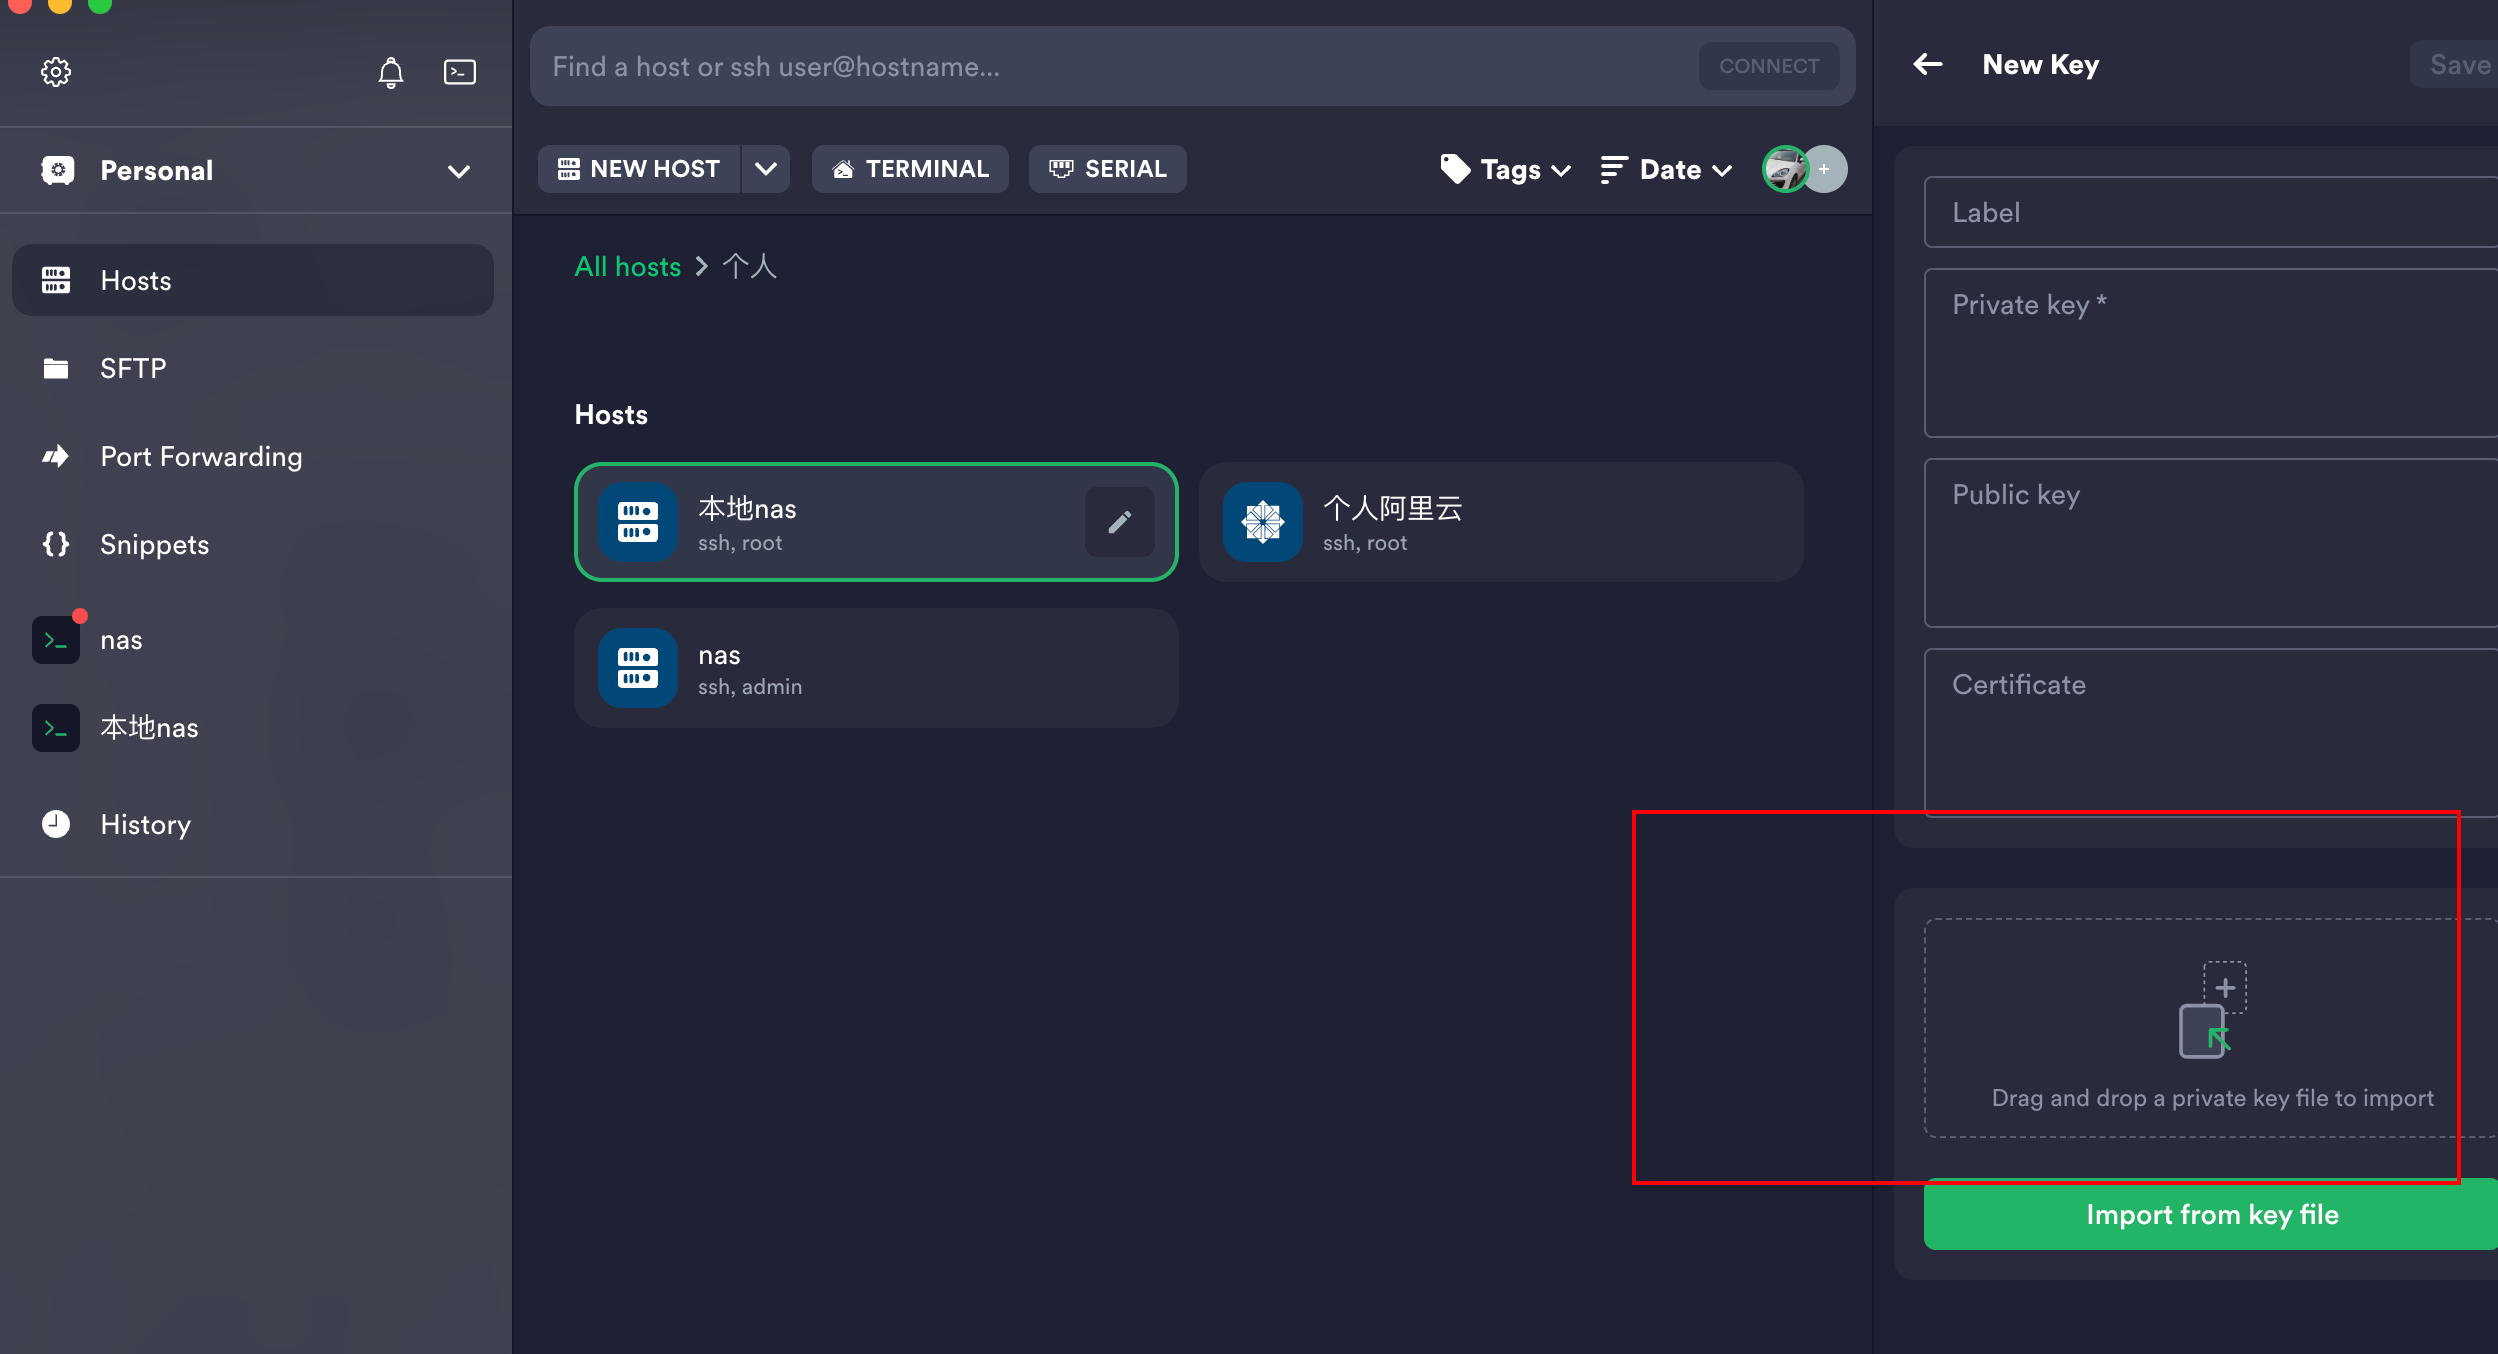 Personal
Hosts
SFTP
Port Forwarding
Snippets
nas
本地nas
History
Find a host or ssh user@hostname...
CONNECT
NEW HOST
TERMINAL
SERIAL
Tags
Date
All hosts > 个人
Hosts
本地nas
ssh, root
个人阿里云
ssh, root
nas
ssh, admin
New Key
Save
Label
Private key *
Public key
Certificate
Drag and drop a private key file to import
Import from key file